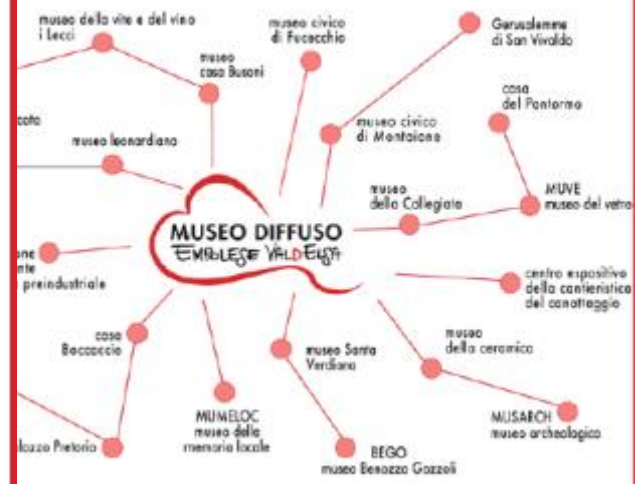 museo della vite e del vino
i Lecci
museo
casa Busoni
museo civico
di Fucecchio
Gerusalemme
di San Vivaldo
casa
del Pontormo
museo leonardiano
museo civico
di Montaione
museo
della Collegiata
MUVE
museo del vetro
MUSEO DIFFUSO
EMPOLESE VALDELSA
preindustriale
centro espositivo
della cantieristica
del canottaggio
casa
Boccaccio
museo Santa
Verdiana
museo
della ceramica
MUMELOC
museo della
memoria locale
Pretorio
BEGO
museo Benozzo Gozzoli
MUSARCH
museo archeologico